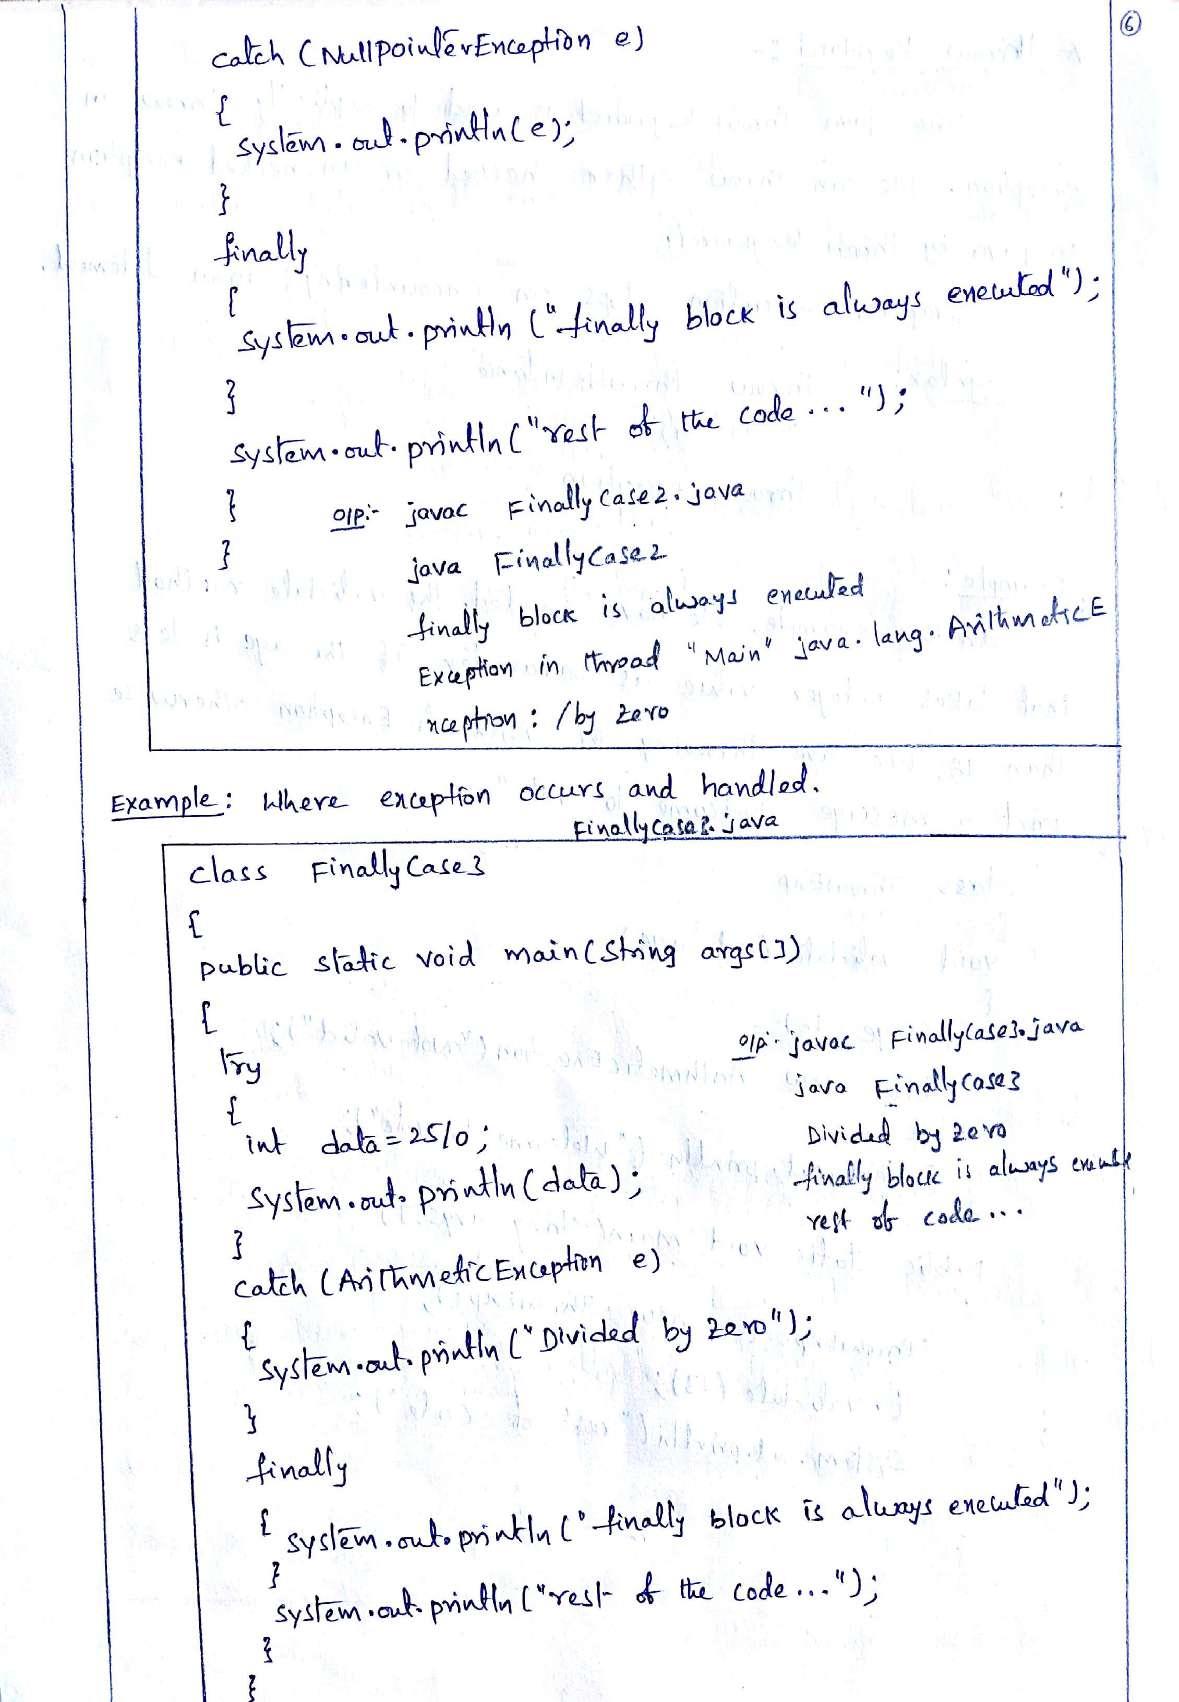 6
catch (NullpointerException e)
{
system.out.println(e);
}
finally
{
system.out.println ("finally block is always executed");
}
system.out.println("rest of the code ...");
}
}
o/p:- javac FinallyCase2.java
java FinallyCase2
finally block is always executed
Exception in thread "Main" java.lang.ArithmeticE
xception : /by zero
Example: Where exception occurs and handled.
FinallyCase3.java
class FinallyCase3
{
public static void main(String args[])
{
try
{
int data=25/0;
system.out.println(data);
}
catch (ArithmeticException e)
{
system.out.println ("Divided by zero");
}
finally
{
system.out.println ("finally block is always executed");
}
system.out.println ("rest of the code...");
}
}
o/p:- javac FinallyCase3.java
java FinallyCase3
Divided by zero
finally block is always
rest of code ...